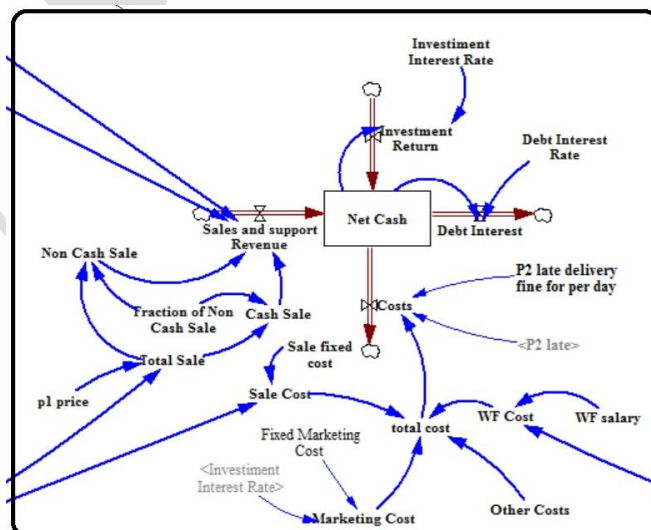 Investiment
Interest Rate
Investment
Return
Debt Interest
Rate
Net Cash
Sales and support
Revenue
Debt Interest
Non Cash Sale
P2 late delivery
fine for per day
Fraction of Non
Cash Sale
Cash Sale
Costs
Sale fixed
cost
<P2 late>
Total Sale
p1 price
Sale Cost
total cost
WF Cost
WF salary
Fixed Marketing
Cost
<Investiment
Interest Rate>
Marketing Cost
Other Costs